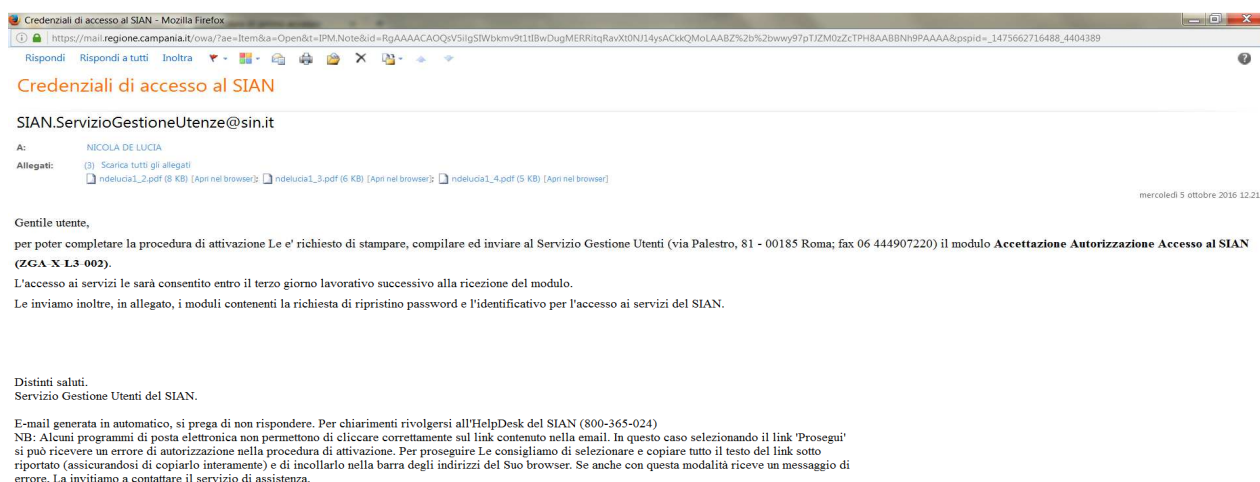 Credenziali di accesso al SIAN - Mozilla Firefox
https://mail.regione.campania.it/owa/?ae=Item&a=Open&t=IPM.Note&id=RgAAAACAOQsV5iIgSIWbkmv9t1tIBwDugMERRitqRavXt0NJ14ysACkkQMoLAABZ%2b%2bwwy97pTJZM0zZcTPH8AABBNh9PAAAA&pspid=_1475662716488_4404389
Rispondi Rispondi a tutti Inoltra
Credenziali di accesso al SIAN
SIAN.ServizioGestioneUtenze@sin.it
A: NICOLA DE LUCIA
Allegati: (3) Scarica tutti gli allegati
ndelucia1_2.pdf (8 KB) [Apri nel browser]; ndelucia1_3.pdf (6 KB) [Apri nel browser]; ndelucia1_4.pdf (5 KB) [Apri nel browser]
mercoledì 5 ottobre 2016 12.21
Gentile utente,
per poter completare la procedura di attivazione Le e' richiesto di stampare, compilare ed inviare al Servizio Gestione Utenti (via Palestro, 81 - 00185 Roma; fax 06 444907220) il modulo Accettazione Autorizzazione Accesso al SIAN
(ZGA-X-L3-002).
L'accesso ai servizi le sarà consentito entro il terzo giorno lavorativo successivo alla ricezione del modulo.
Le inviamo inoltre, in allegato, i moduli contenenti la richiesta di ripristino password e l'identificativo per l'accesso ai servizi del SIAN.
Distinti saluti.
Servizio Gestione Utenti del SIAN.
E-mail generata in automatico, si prega di non rispondere. Per chiarimenti rivolgersi all'HelpDesk del SIAN (800-365-024)
NB: Alcuni programmi di posta elettronica non permettono di cliccare correttamente sul link contenuto nella email. In questo caso selezionando il link 'Prosegui'
si può ricevere un errore di autorizzazione nella procedura di attivazione. Per proseguire Le consigliamo di selezionare e copiare tutto il testo del link sotto
riportato (assicurandosi di copiarlo interamente) e di incollarlo nella barra degli indirizzi del Suo browser. Se anche con questa modalità riceve un messaggio di
errore, La invitiamo a contattare il servizio di assistenza.